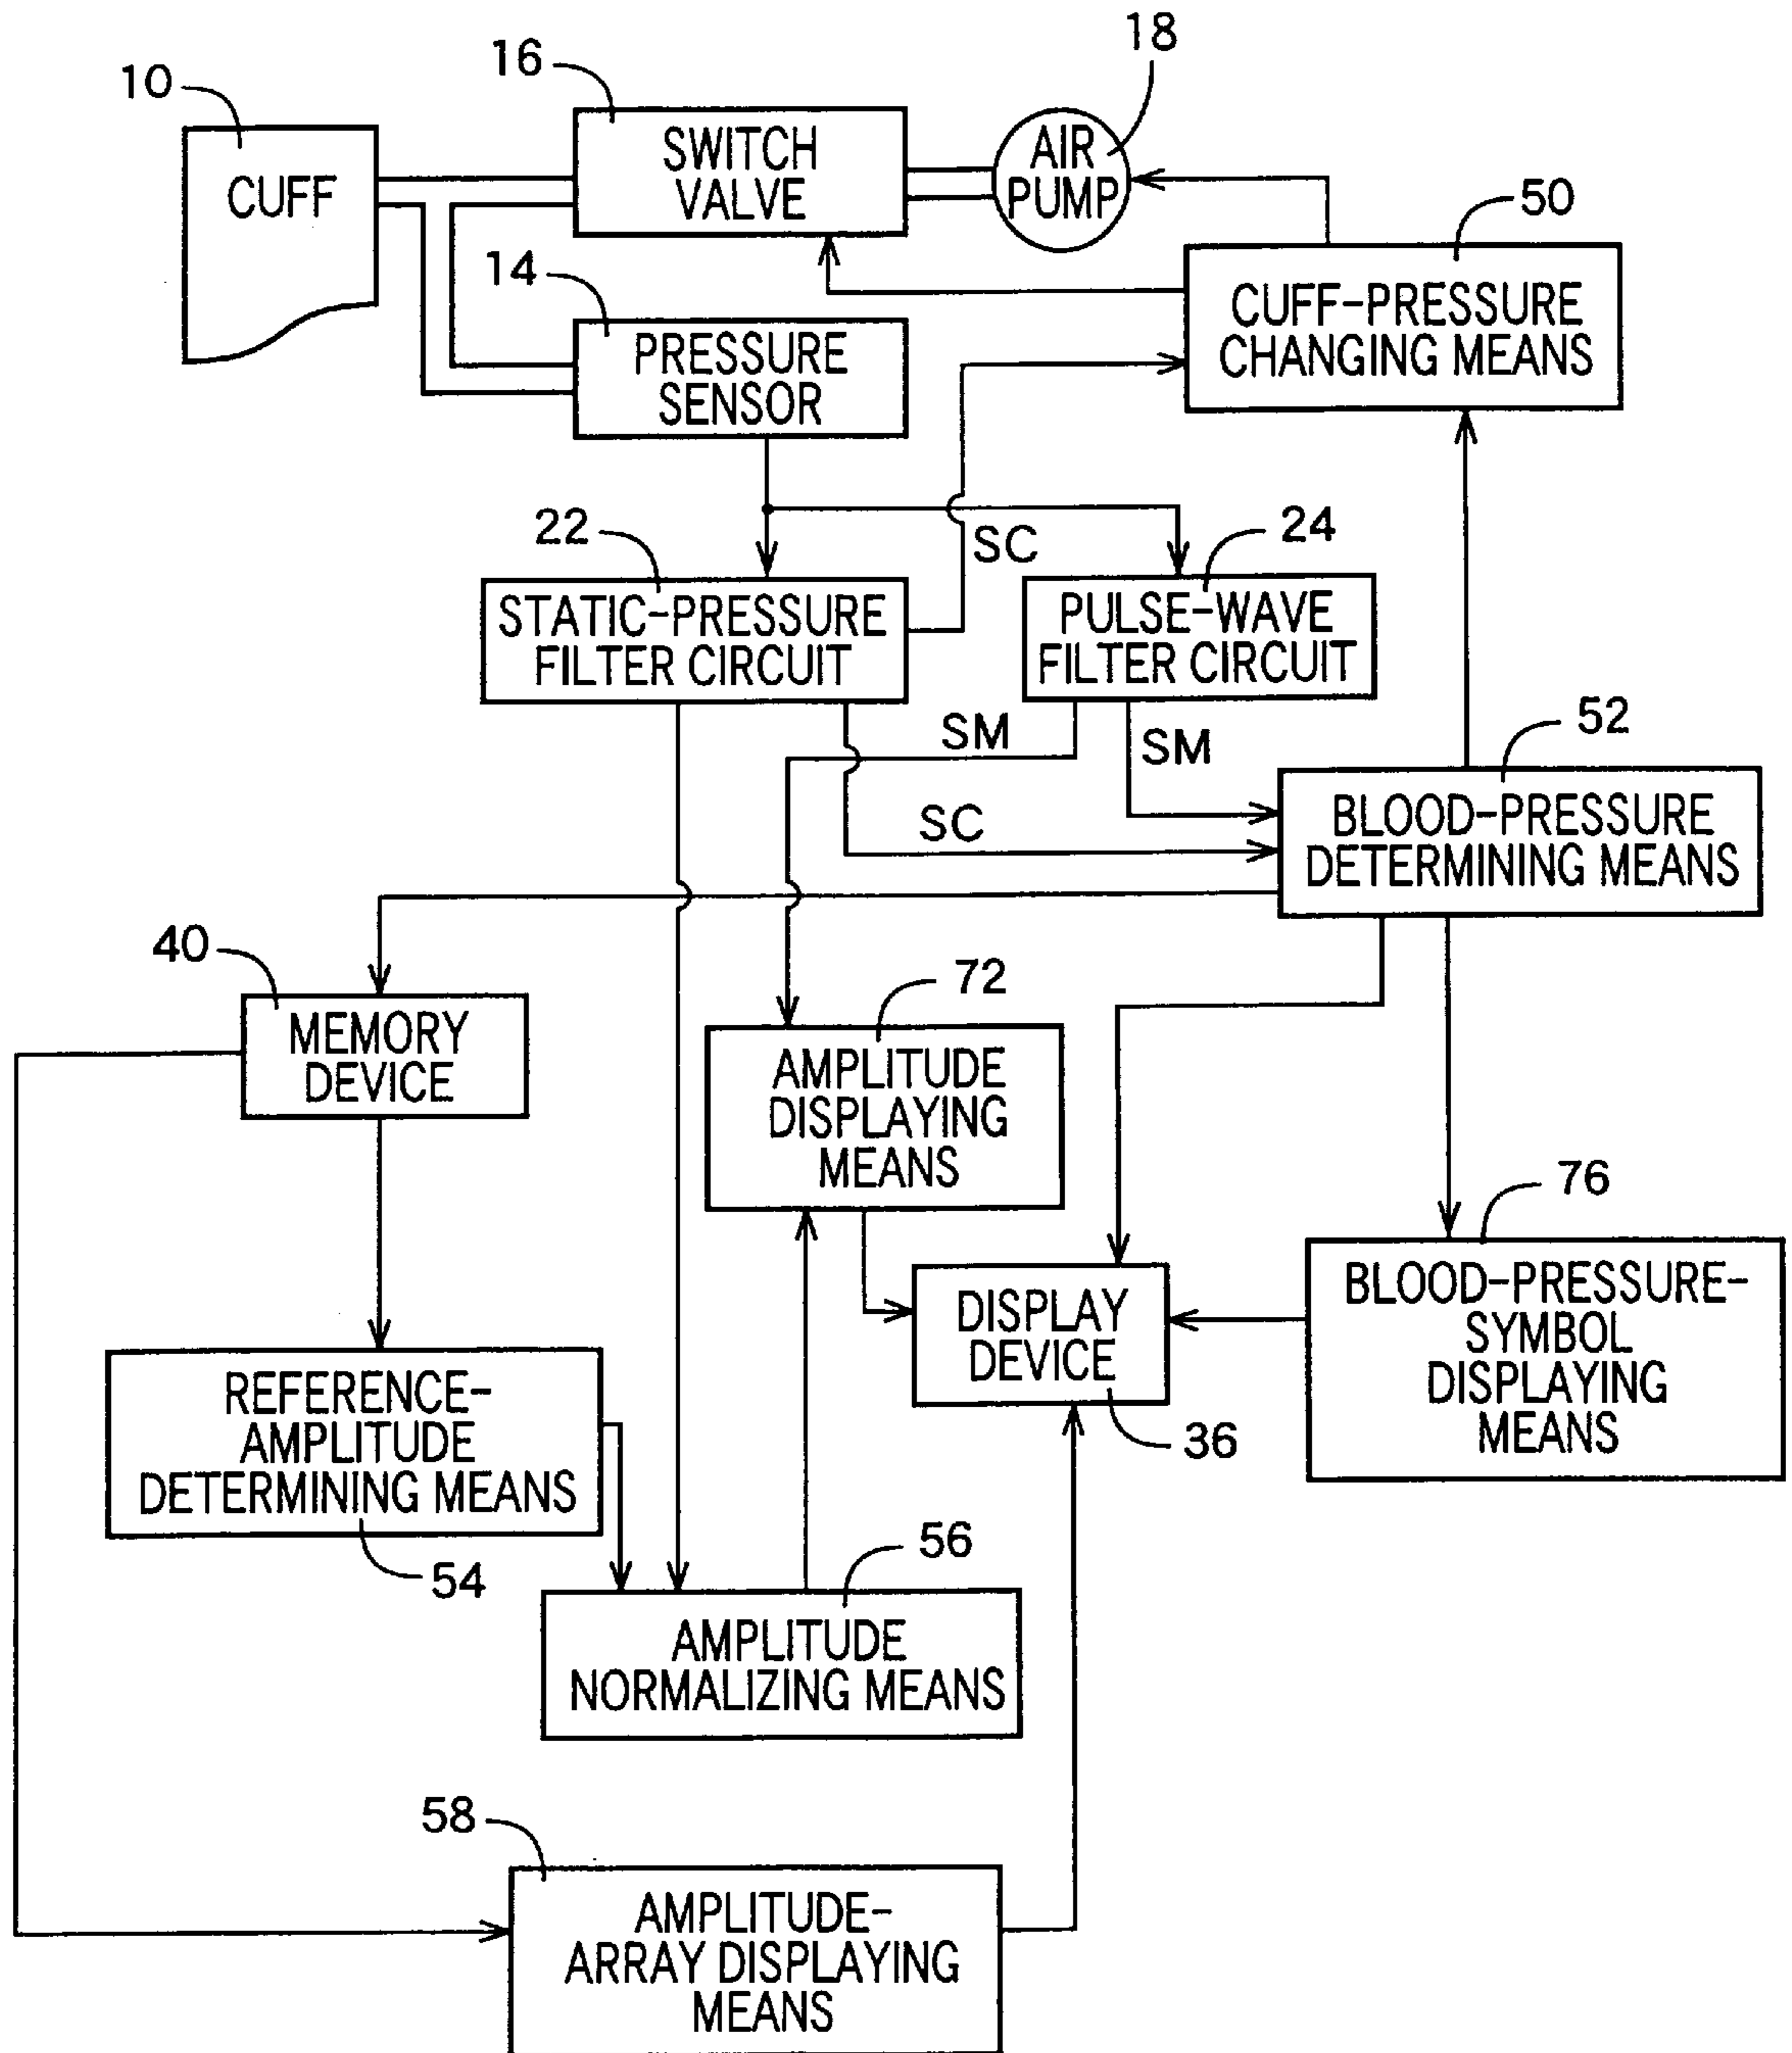 18
16
10
AIR
PUMP
SWITCH
VALVE
CUFF
50
14
CUFF-PRESSURE
CHANGING MEANS
PRESSURE
SENSOR
22
SC
24
STATIC-PRESSURE
FILTER CIRCUIT
PULSE-WAVE
FILTER CIRCUIT
52
SM
SM
SC
BLOOD-PRESSURE
DETERMINING MEANS
40
72
MEMORY
DEVICE
AMPLITUDE
DISPLAYING
MEANS
76
DISPLAY
DEVICE
BLOOD-PRESSURE-
SYMBOL
DISPLAYING
MEANS
REFERENCE-
AMPLITUDE
DETERMINING MEANS
36
54
56
AMPLITUDE
NORMALIZING MEANS
58
AMPLITUDE-
ARRAY DISPLAYING
MEANS